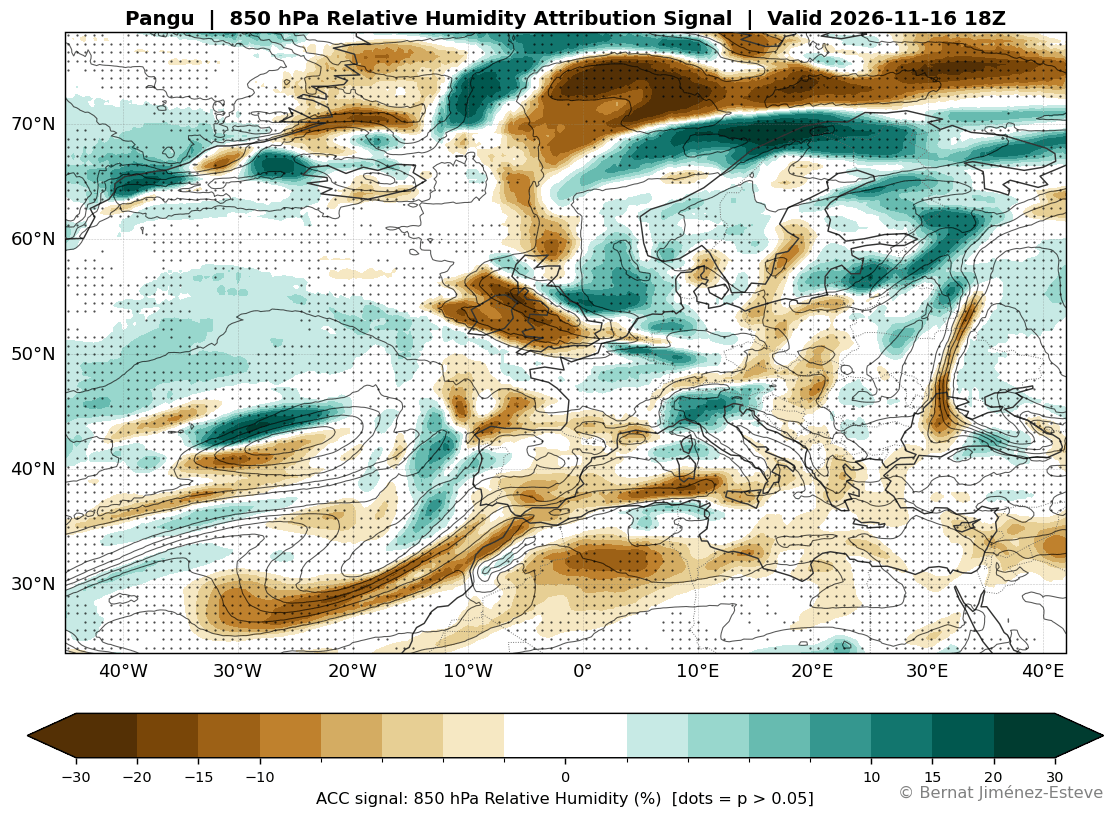 Pangu | 850 hPa Relative Humidity Attribution Signal | Valid 2026-11-16 18Z
70°N
60°N
50°N
40°N
30°N
40°W 30°W 20°W 10°W 0° 10°E 20°E 30°E 40°E
−30 −20 −15 −10 0 10 15 20 30
ACC signal: 850 hPa Relative Humidity (%) [dots = p > 0.05]
© Bernat Jiménez-Esteve